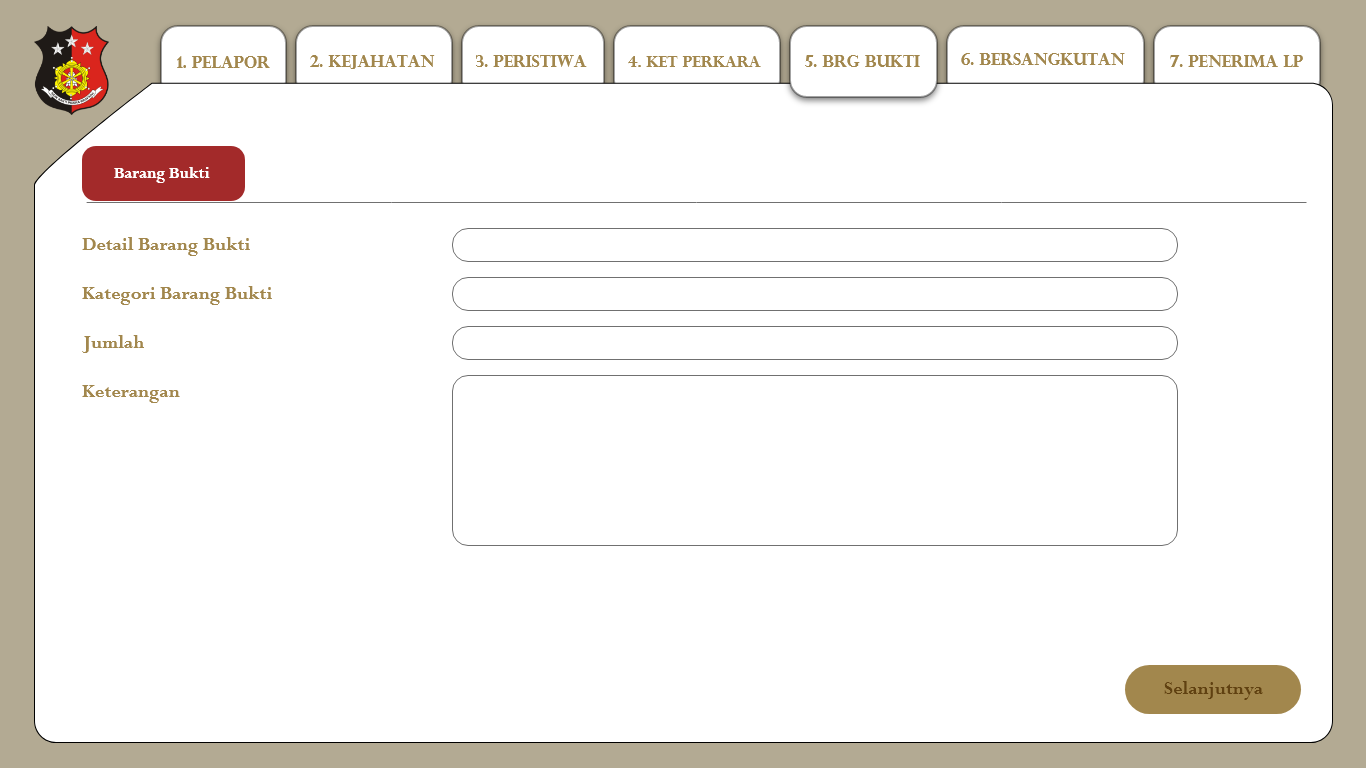 1. PELAPOR
2. KEJAHATAN
3. PERISTIWA
4. KET PERKARA
5. BRG BUKTI
6. BERSANGKUTAN
7. PENERIMA LP
Barang Bukti
Detail Barang Bukti
Kategori Barang Bukti
Jumlah
Keterangan
Selanjutnya